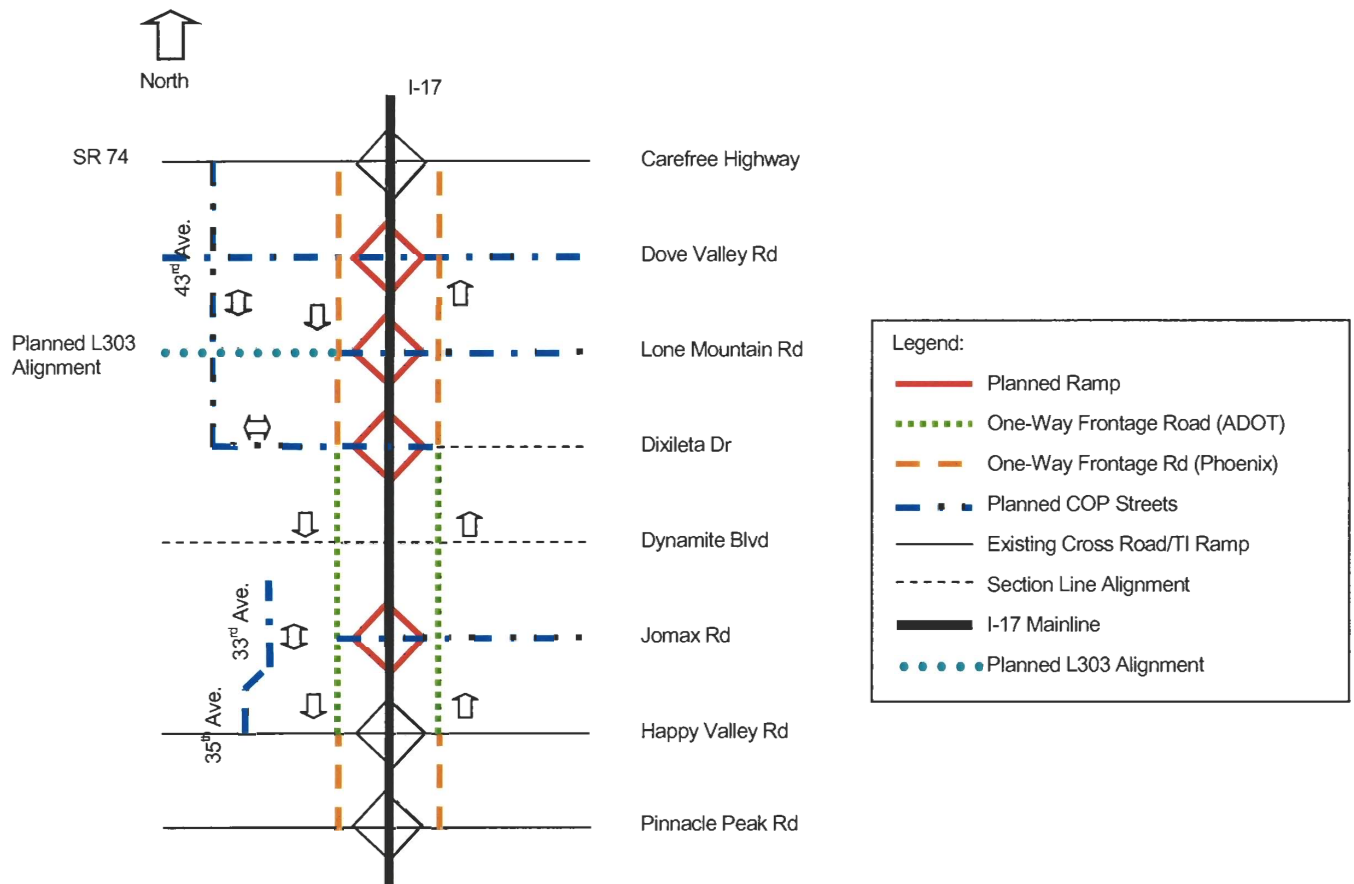 North
I-17
SR 74
Carefree Highway
43rd Ave.
Dove Valley Rd
Planned L303
Alignment
Lone Mountain Rd
Dixileta Dr
Dynamite Blvd
33rd Ave.
Jomax Rd
35th Ave.
Happy Valley Rd
Pinnacle Peak Rd
Legend:
Planned Ramp
One-Way Frontage Road (ADOT)
One-Way Frontage Rd (Phoenix)
Planned COP Streets
Existing Cross Road/TI Ramp
Section Line Alignment
I-17 Mainline
Planned L303 Alignment